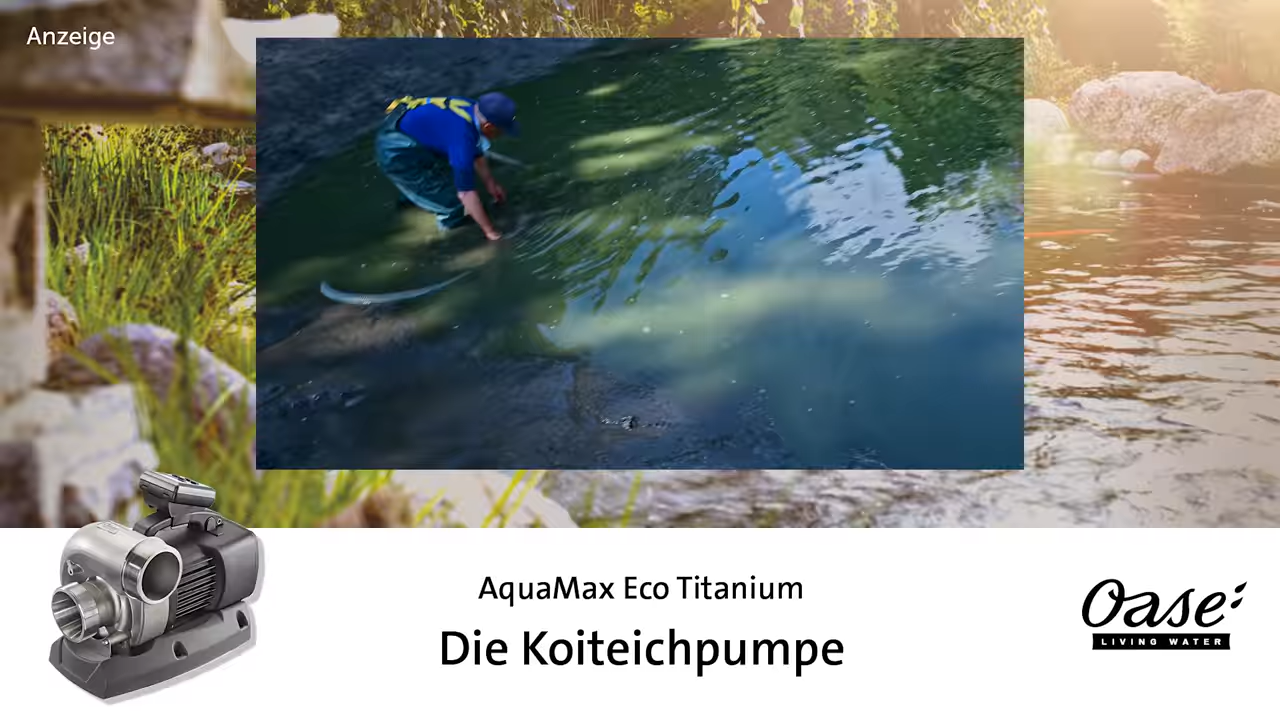 Anzeige
AquaMax Eco Titanium
Die Koiteichpumpe
Oase
LIVING WATER